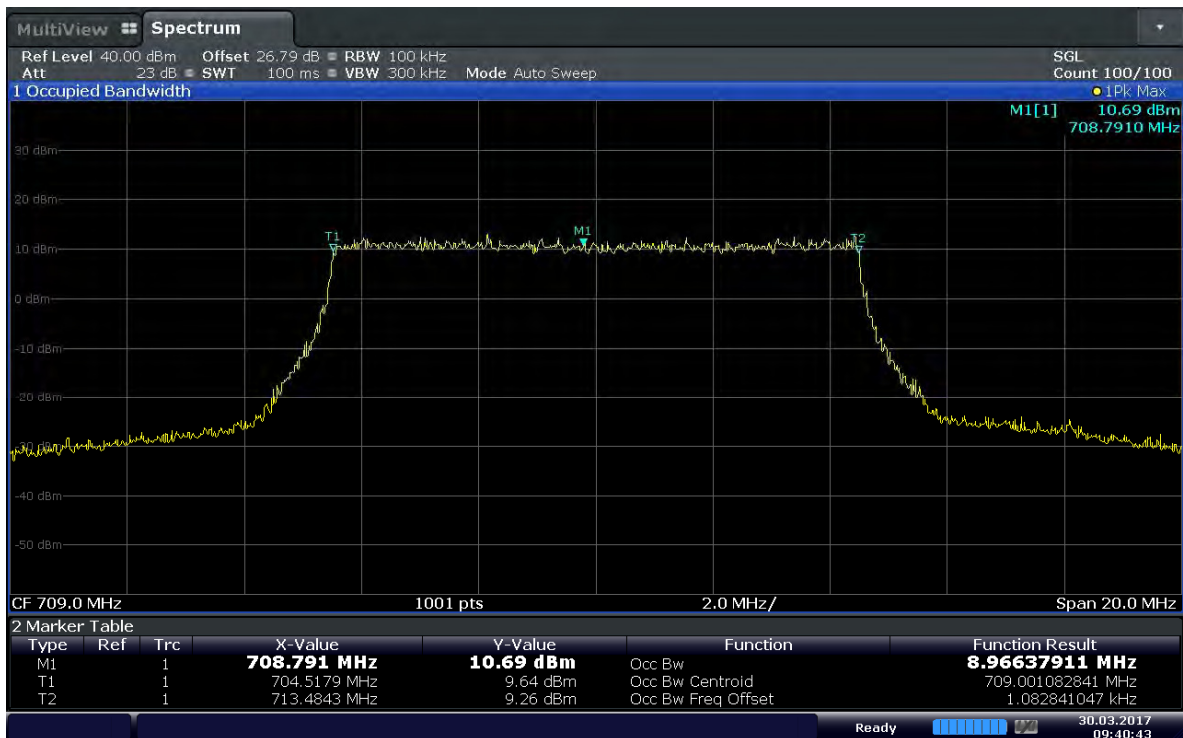 MultiView Spectrum
Ref Level 40.00 dBm Offset 26.79 dB RBW 100 kHz SGL
Att 23 dB SWT 100 ms VBW 300 kHz Mode Auto Sweep Count 100/100
1 Occupied Bandwidth 1Pk Max
M1[1] 10.69 dBm
708.7910 MHz
30 dBm
20 dBm
T1 M1 T2
10 dBm
0 dBm
-10 dBm
-20 dBm
-40 dBm
-50 dBm
CF 709.0 MHz 1001 pts 2.0 MHz/ Span 20.0 MHz
2 Marker Table
Type Ref Trc X-Value Y-Value Function Function Result
M1 1 708.791 MHz 10.69 dBm Occ Bw 8.96637911 MHz
T1 1 704.5179 MHz 9.64 dBm Occ Bw Centroid 709.001082841 MHz
T2 1 713.4843 MHz 9.26 dBm Occ Bw Freq Offset 1.082841047 kHz
Ready 30.03.2017
09:40:43